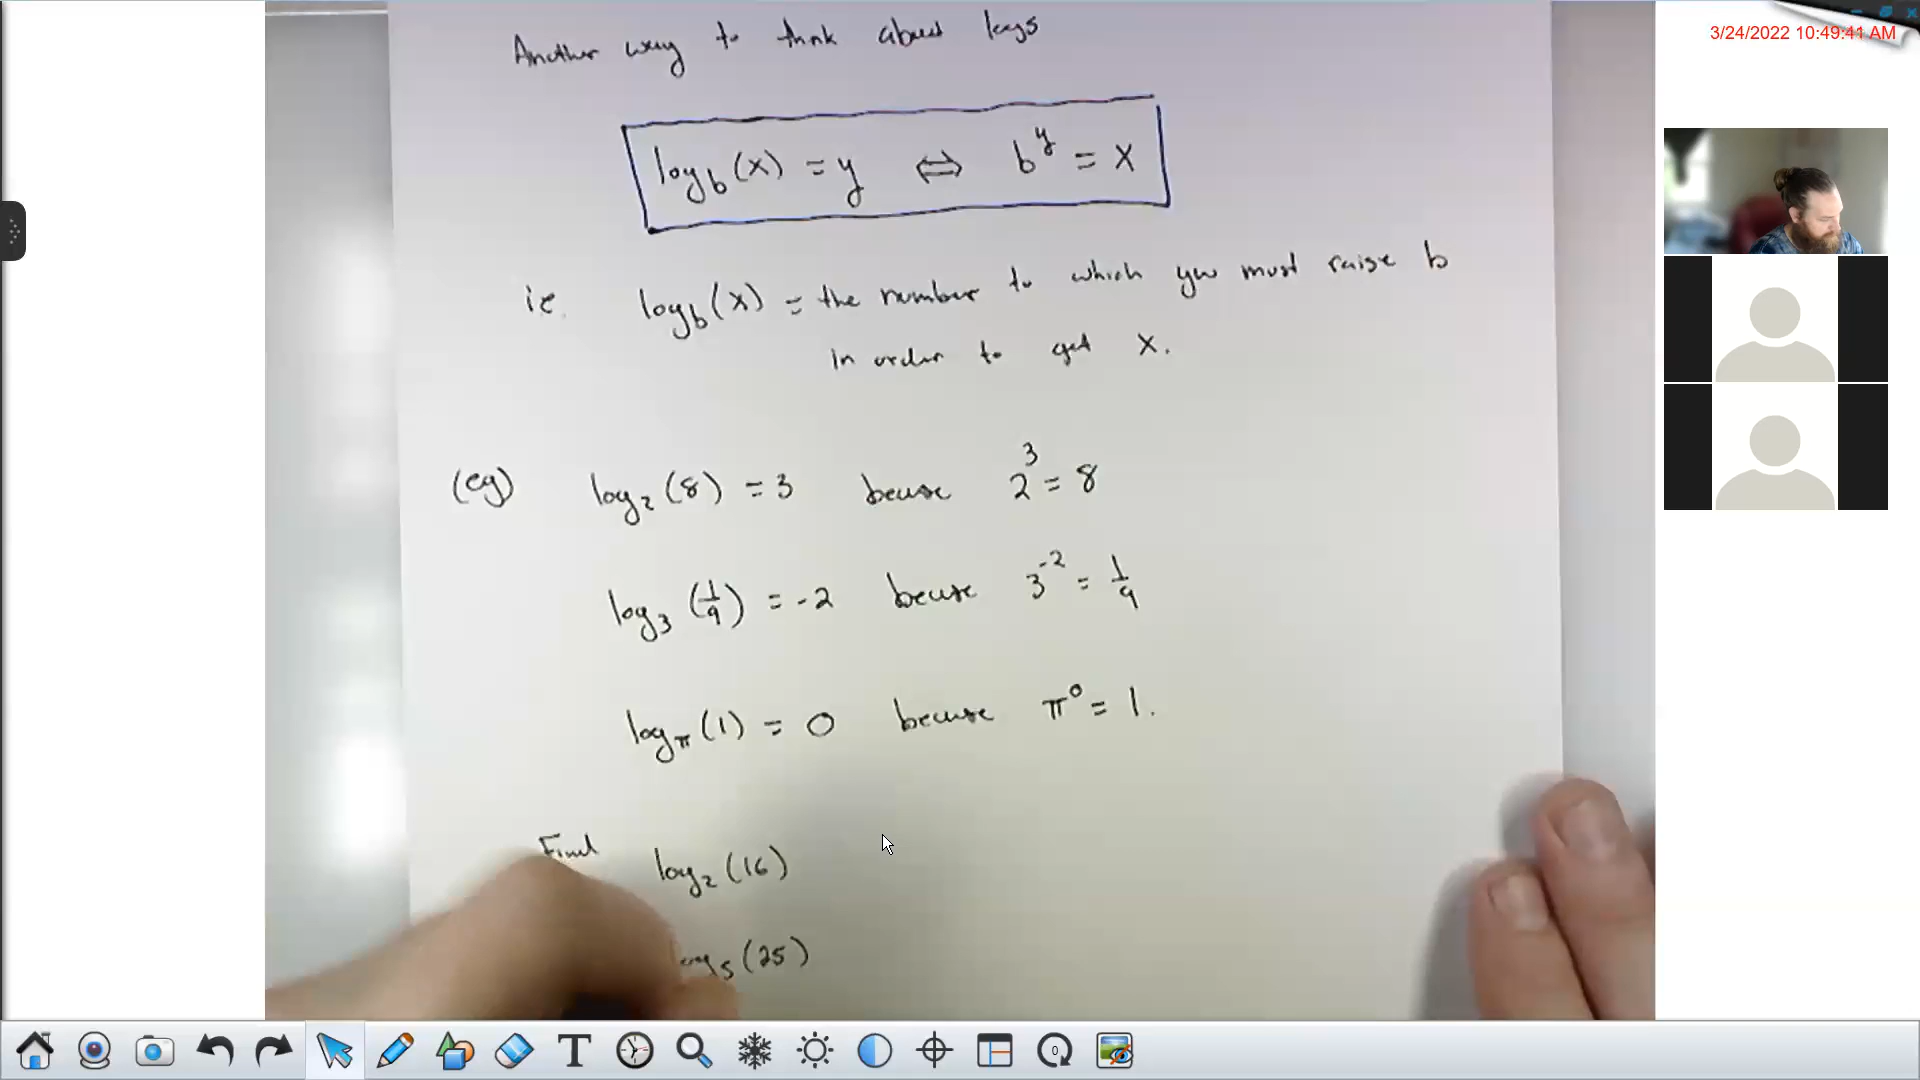 3/24/2022 10:49:41 AM
Another way to think about logs
log_b(x) = y ⇔ b^y = x
ie. log_b(x) = the number to which you must raise b
in order to get x.
(eg) log_2(8) = 3 because 2^3 = 8
log_3(1/9) = -2 because 3^-2 = 1/9
log_π(1) = 0 because π^0 = 1.
Find log_2(16)
log_5(25)
T
0